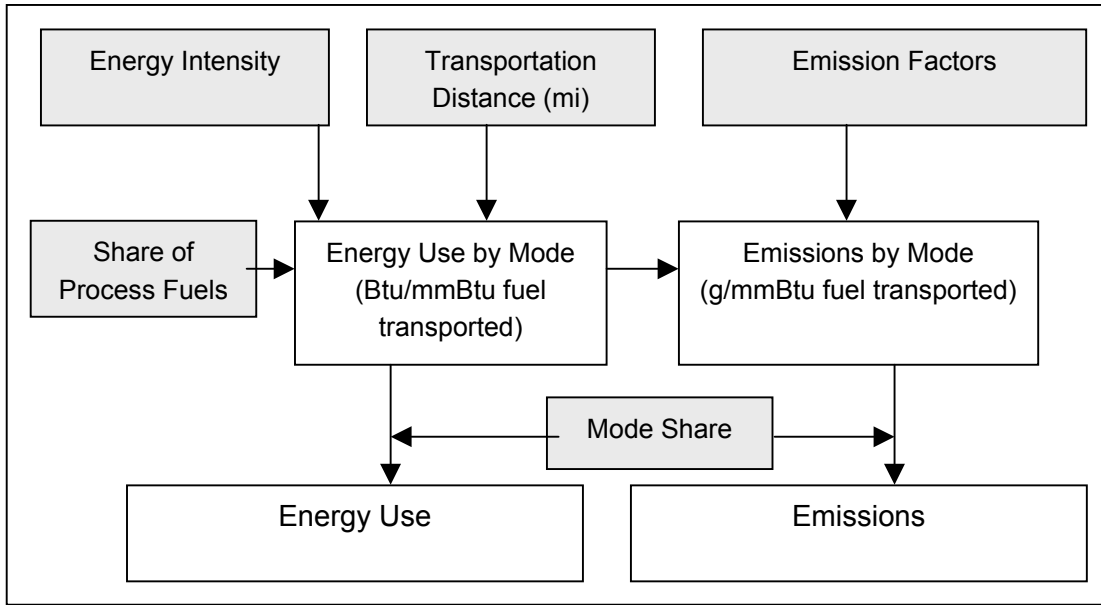 Energy Intensity
Transportation
Distance (mi)
Emission Factors
Share of
Process Fuels
Energy Use by Mode
(Btu/mmBtu fuel
transported)
Emissions by Mode
(g/mmBtu fuel transported)
Mode Share
Energy Use
Emissions